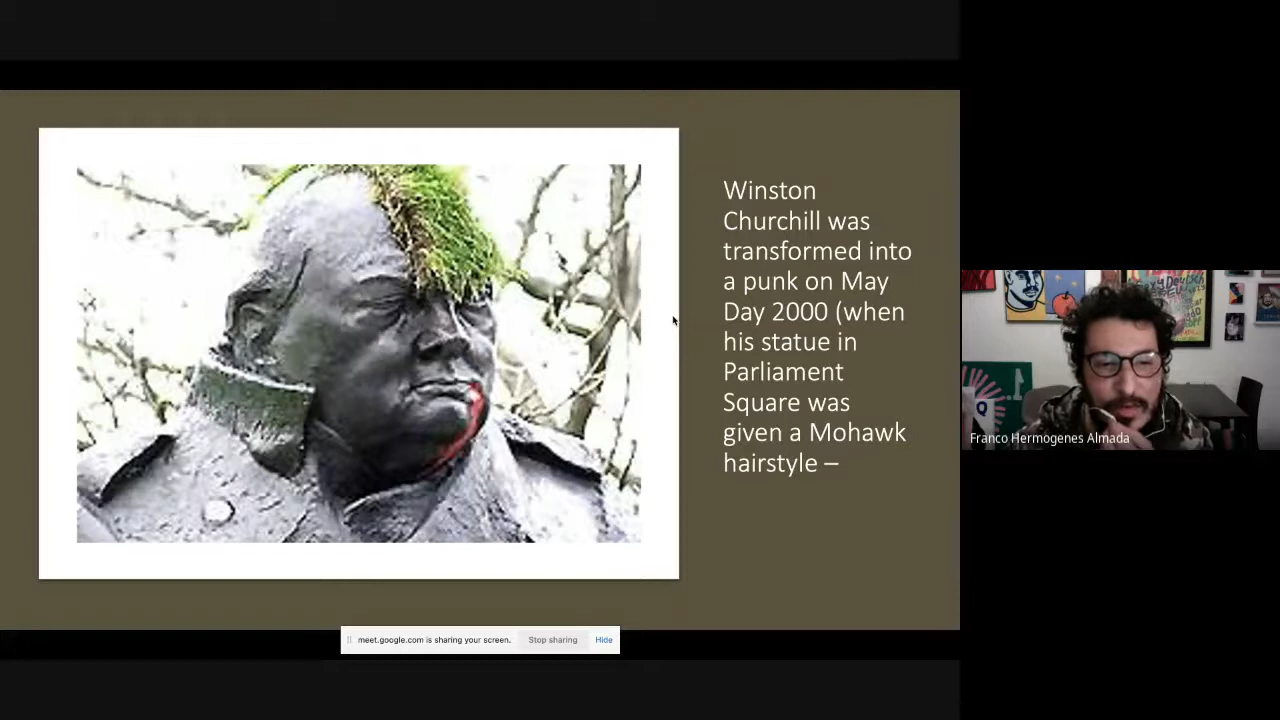 Winston
Churchill was
transformed into
a punk on May
Day 2000 (when
his statue in
Parliament
Square was
given a Mohawk
hairstyle –
Franco Hermogenes Almada
meet.google.com is sharing your screen.
Stop sharing
Hide